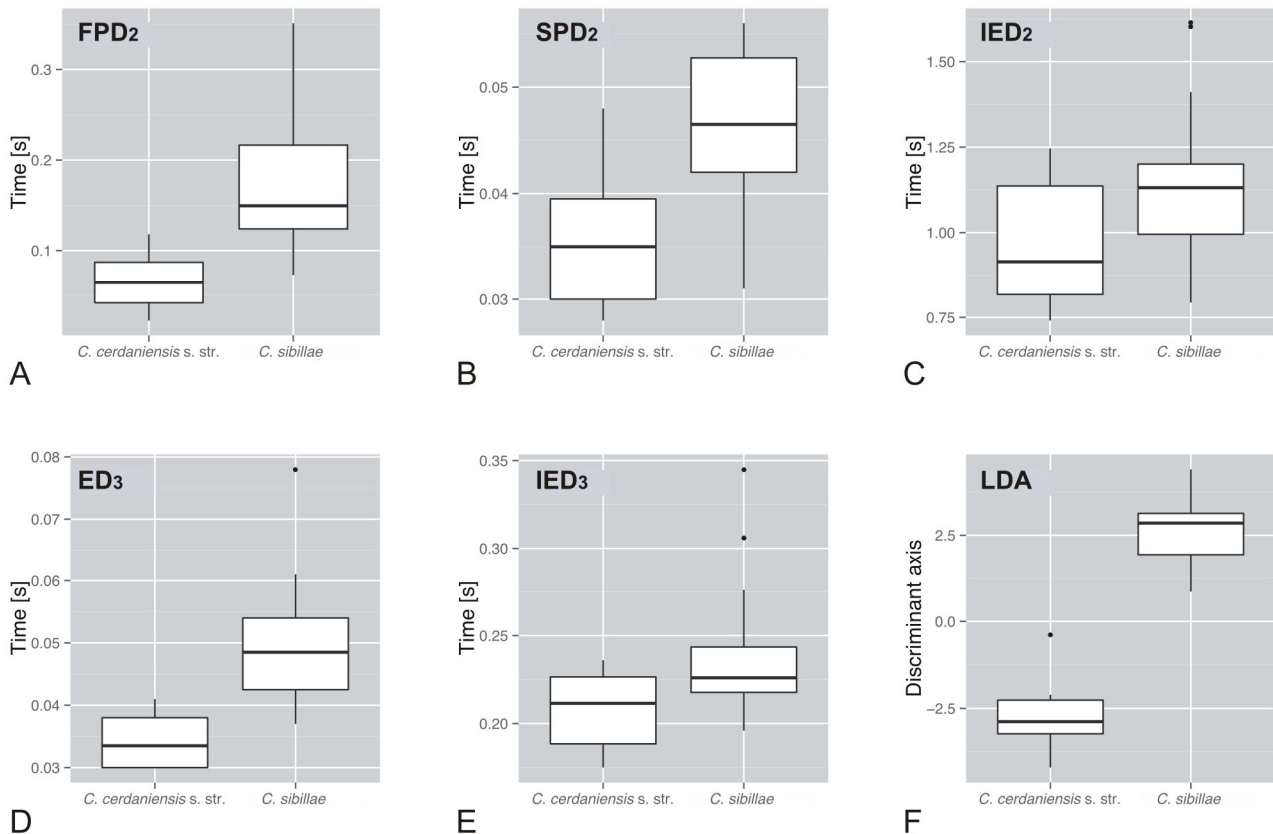 FPD2
Time [s]
0.3
0.2
0.1
C. cerdaniensis s. str.
C. sibillae
A
SPD2
Time [s]
0.05
0.04
0.03
C. cerdaniensis s. str.
C. sibillae
B
IED2
Time [s]
1.50
1.25
1.00
0.75
C. cerdaniensis s. str.
C. sibillae
C
ED3
Time [s]
0.08
0.07
0.06
0.05
0.04
0.03
C. cerdaniensis s. str.
C. sibillae
D
IED3
Time [s]
0.35
0.30
0.25
0.20
C. cerdaniensis s. str.
C. sibillae
E
LDA
Discriminant axis
2.5
0.0
−2.5
C. cerdaniensis s. str.
C. sibillae
F